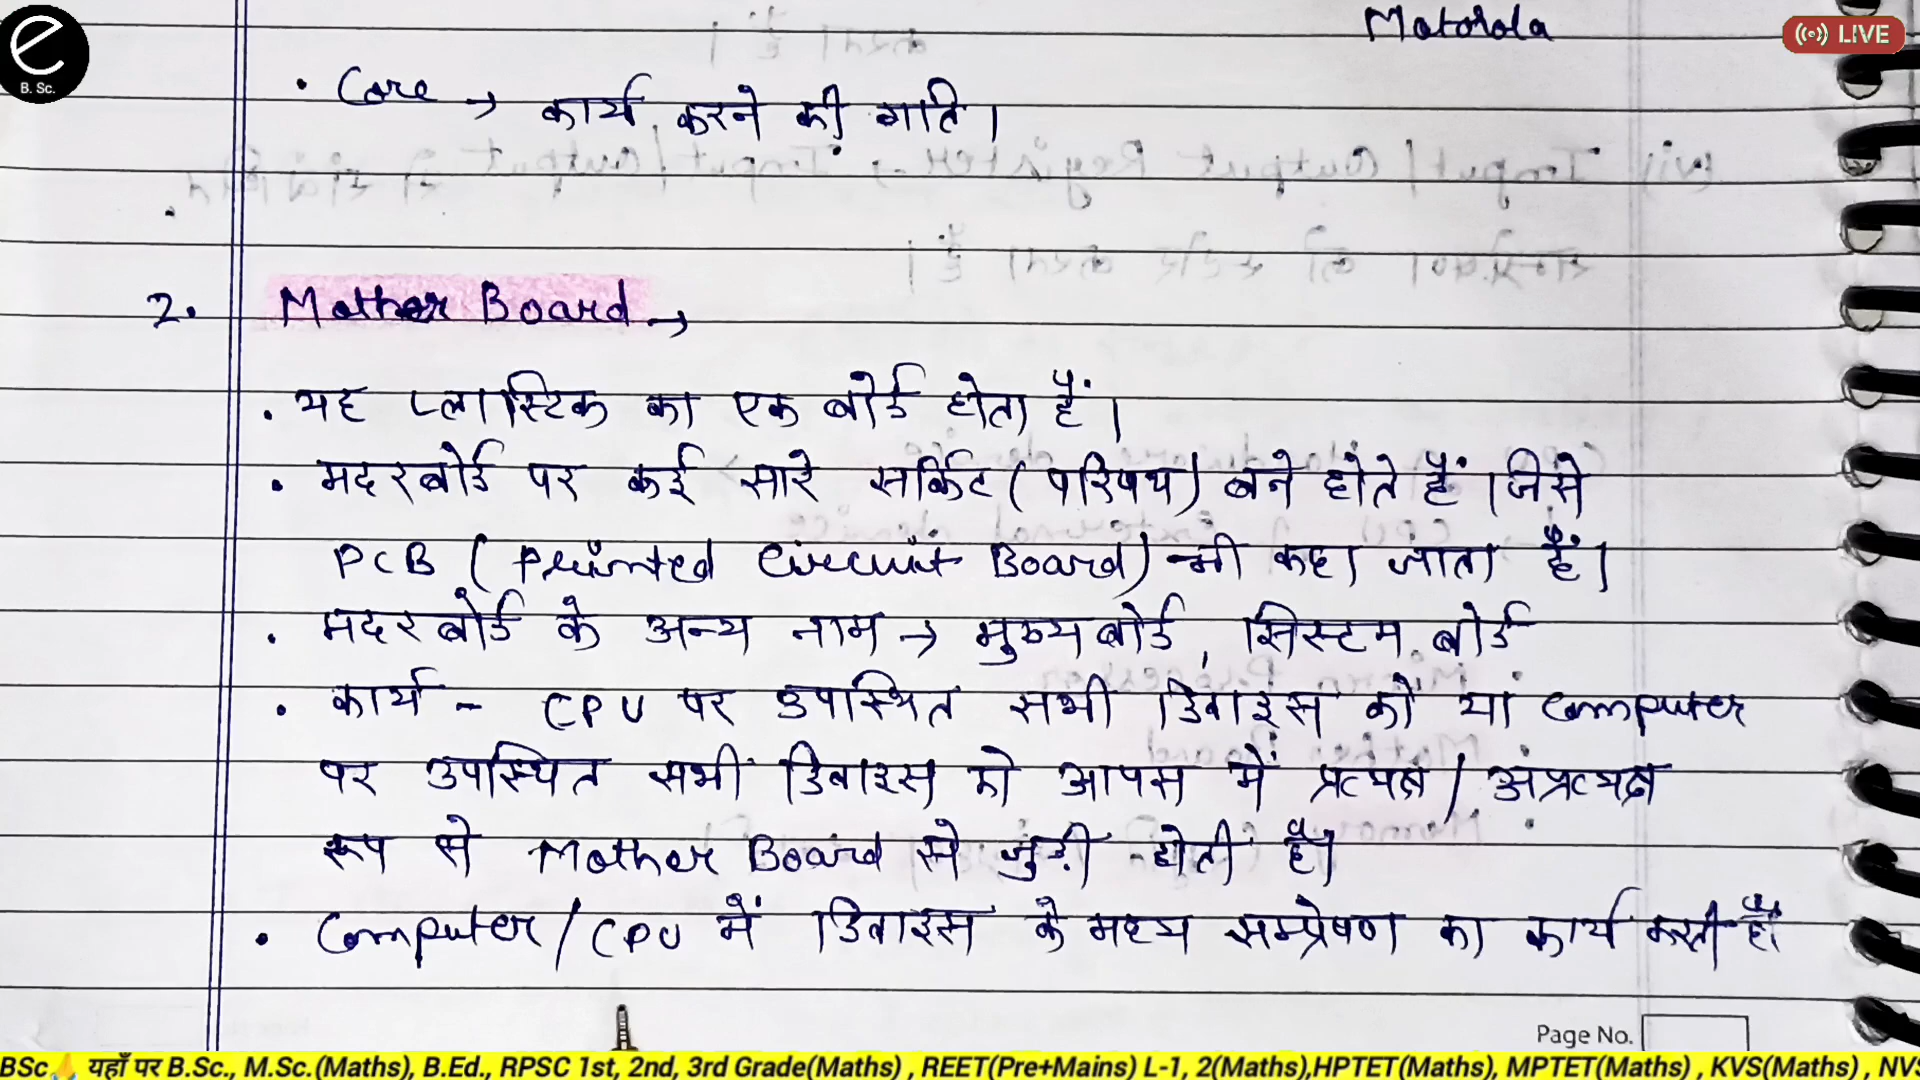 Motorola
LIVE
e
B. Sc.
• Core → कार्य करने की गति।
2. Mother Board →
• यह प्लास्टिक का एक बोर्ड होता हैं।
• मदरबोर्ड पर कई सारे सर्किट (परिपथ) बने होते हैं। जिसे
PCB (Printed Circuit Board) भी कहा जाता हैं।
• मदरबोर्ड के अन्य नाम → मुख्य बोर्ड, सिस्टम बोर्ड
• कार्य - CPU पर उपस्थित सभी डिवाइस को या Computer
पर उपस्थित सभी डिवाइस को आपस में प्रत्यक्ष / अप्रत्यक्ष
रूप से Mother Board से जुड़ी होती हैं।
• Computer / CPU में डिवाइस के मध्य सम्प्रेषण का कार्य करती हैं।
Page No.
BSc🙏 यहाँ पर B.Sc., M.Sc.(Maths), B.Ed., RPSC 1st, 2nd, 3rd Grade(Maths) , REET(Pre+Mains) L-1, 2(Maths),HPTET(Maths), MPTET(Maths) , KVS(Maths) , NVS